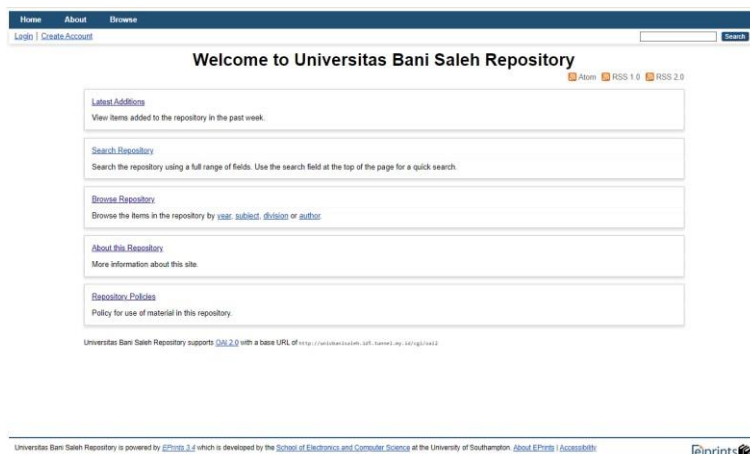 Home About Browse
Login | Create Account
Search
Welcome to Universitas Bani Saleh Repository
Atom RSS 1.0 RSS 2.0
Latest Additions
View items added to the repository in the past week.
Search Repository
Search the repository using a full range of fields. Use the search field at the top of the page for a quick search.
Browse Repository
Browse the items in the repository by year, subject, division or author.
About this Repository
More information about this site.
Repository Policies
Policy for use of material in this repository.
Universitas Bani Saleh Repository supports OAI 2.0 with a base URL of
Universitas Bani Saleh Repository is powered by EPrints 3.4 which is developed by the School of Electronics and Computer Science at the University of Southampton. About EPrints | Accessibility
eprints